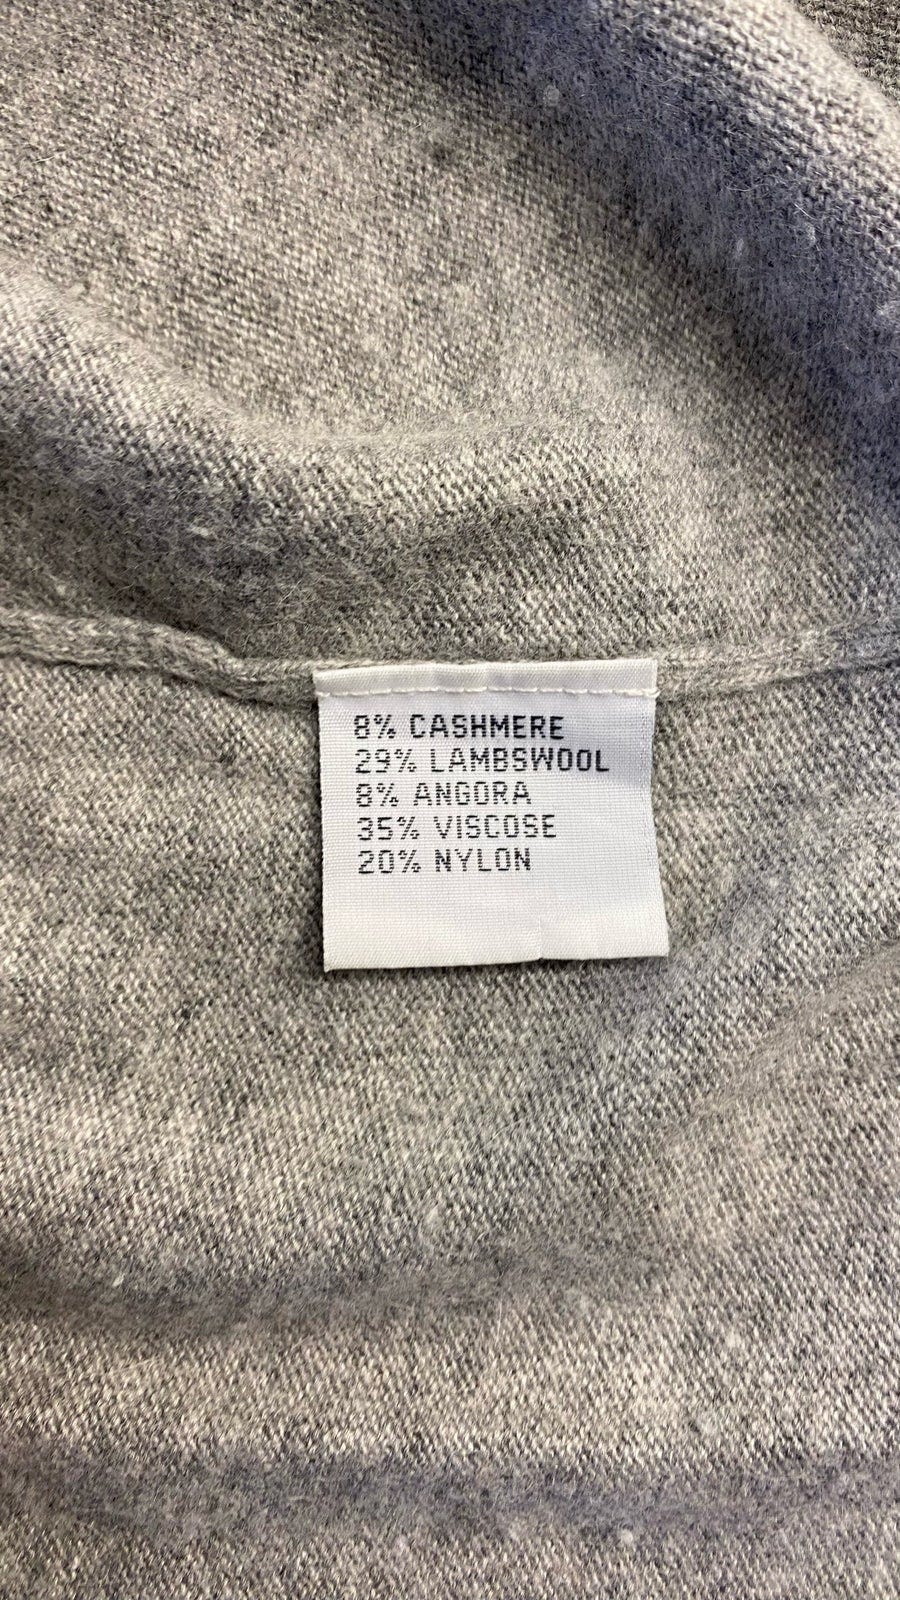 8% CASHMERE
29% LAMBSWOOL
8% ANGORA
35% VISCOSE
20% NYLON